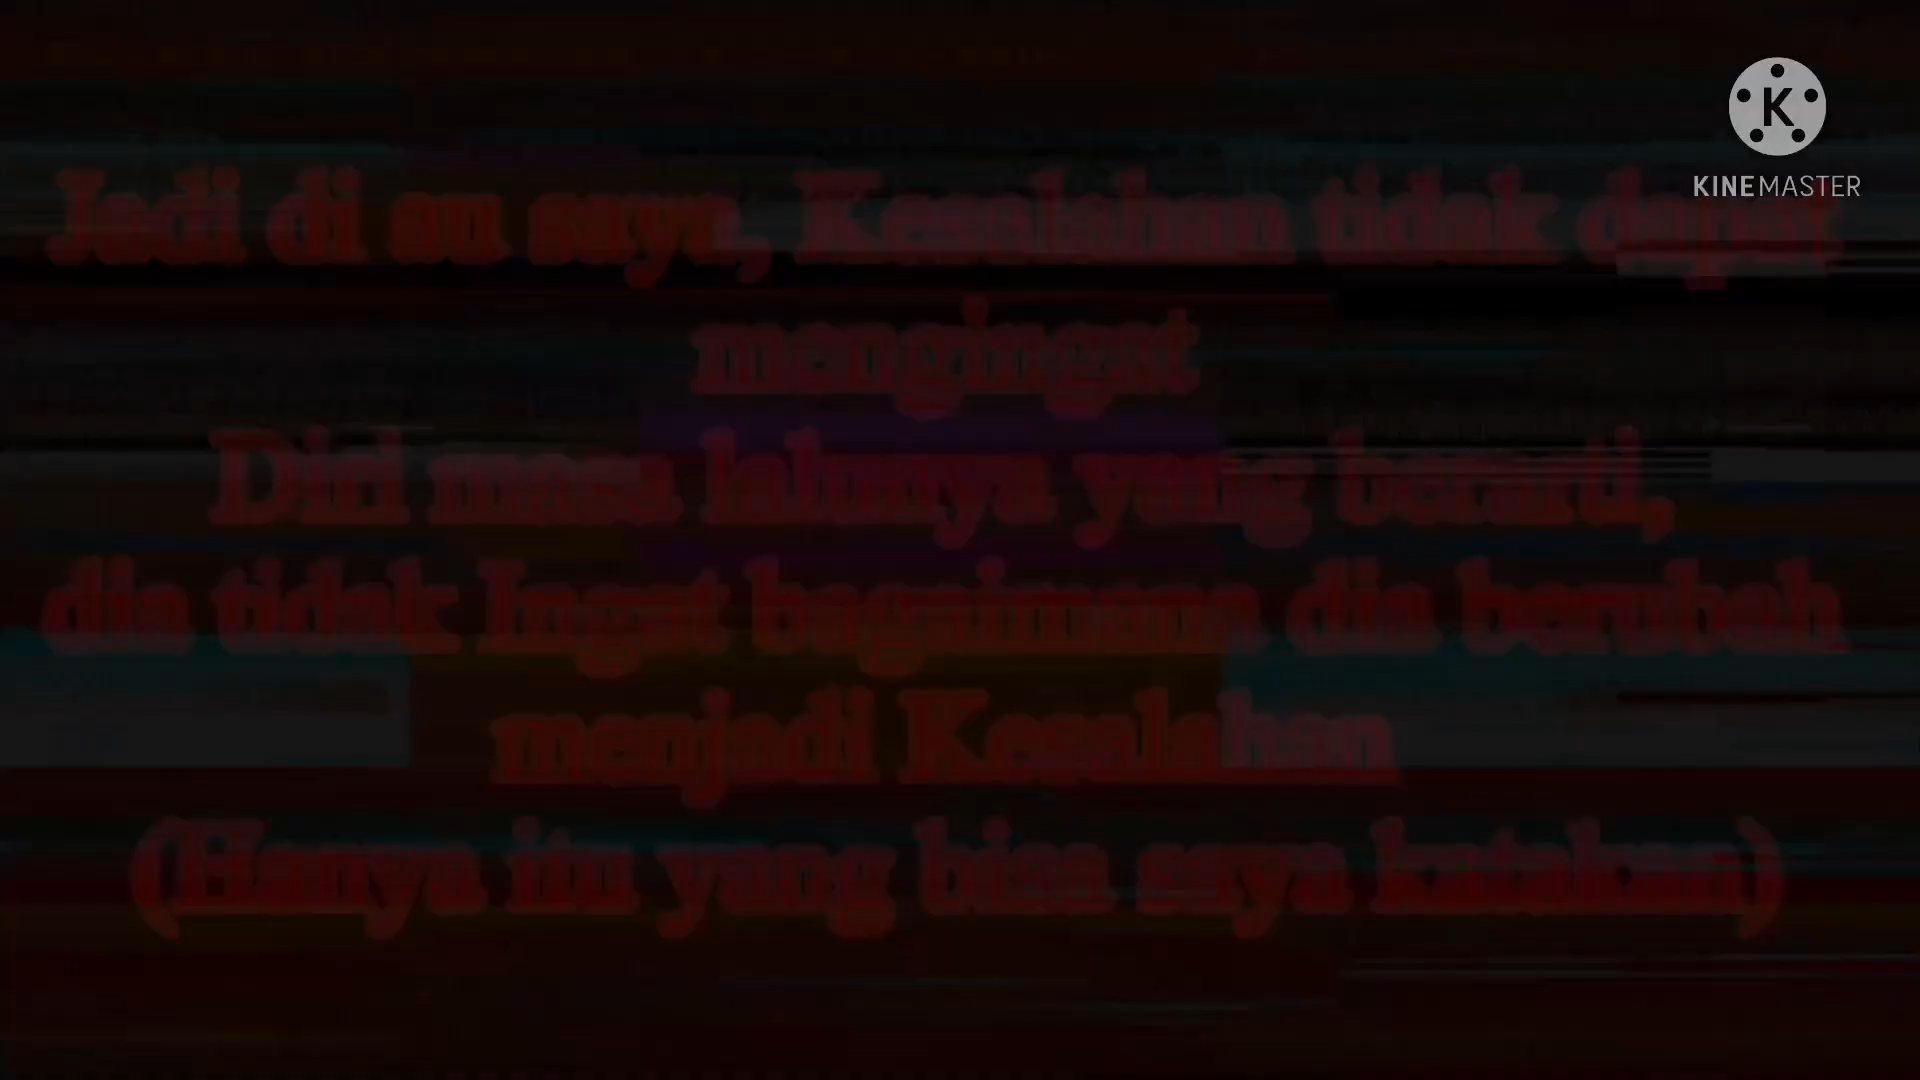 KINEMASTER
Jadi di au saya, Kesalahan tidak dapat
mengingat
Diri masa lalunya yang berarti,
dia tidak Ingat bagaimana dia berubah
menjadi Kesalahan
(Hanya itu yang bisa saya katakan)